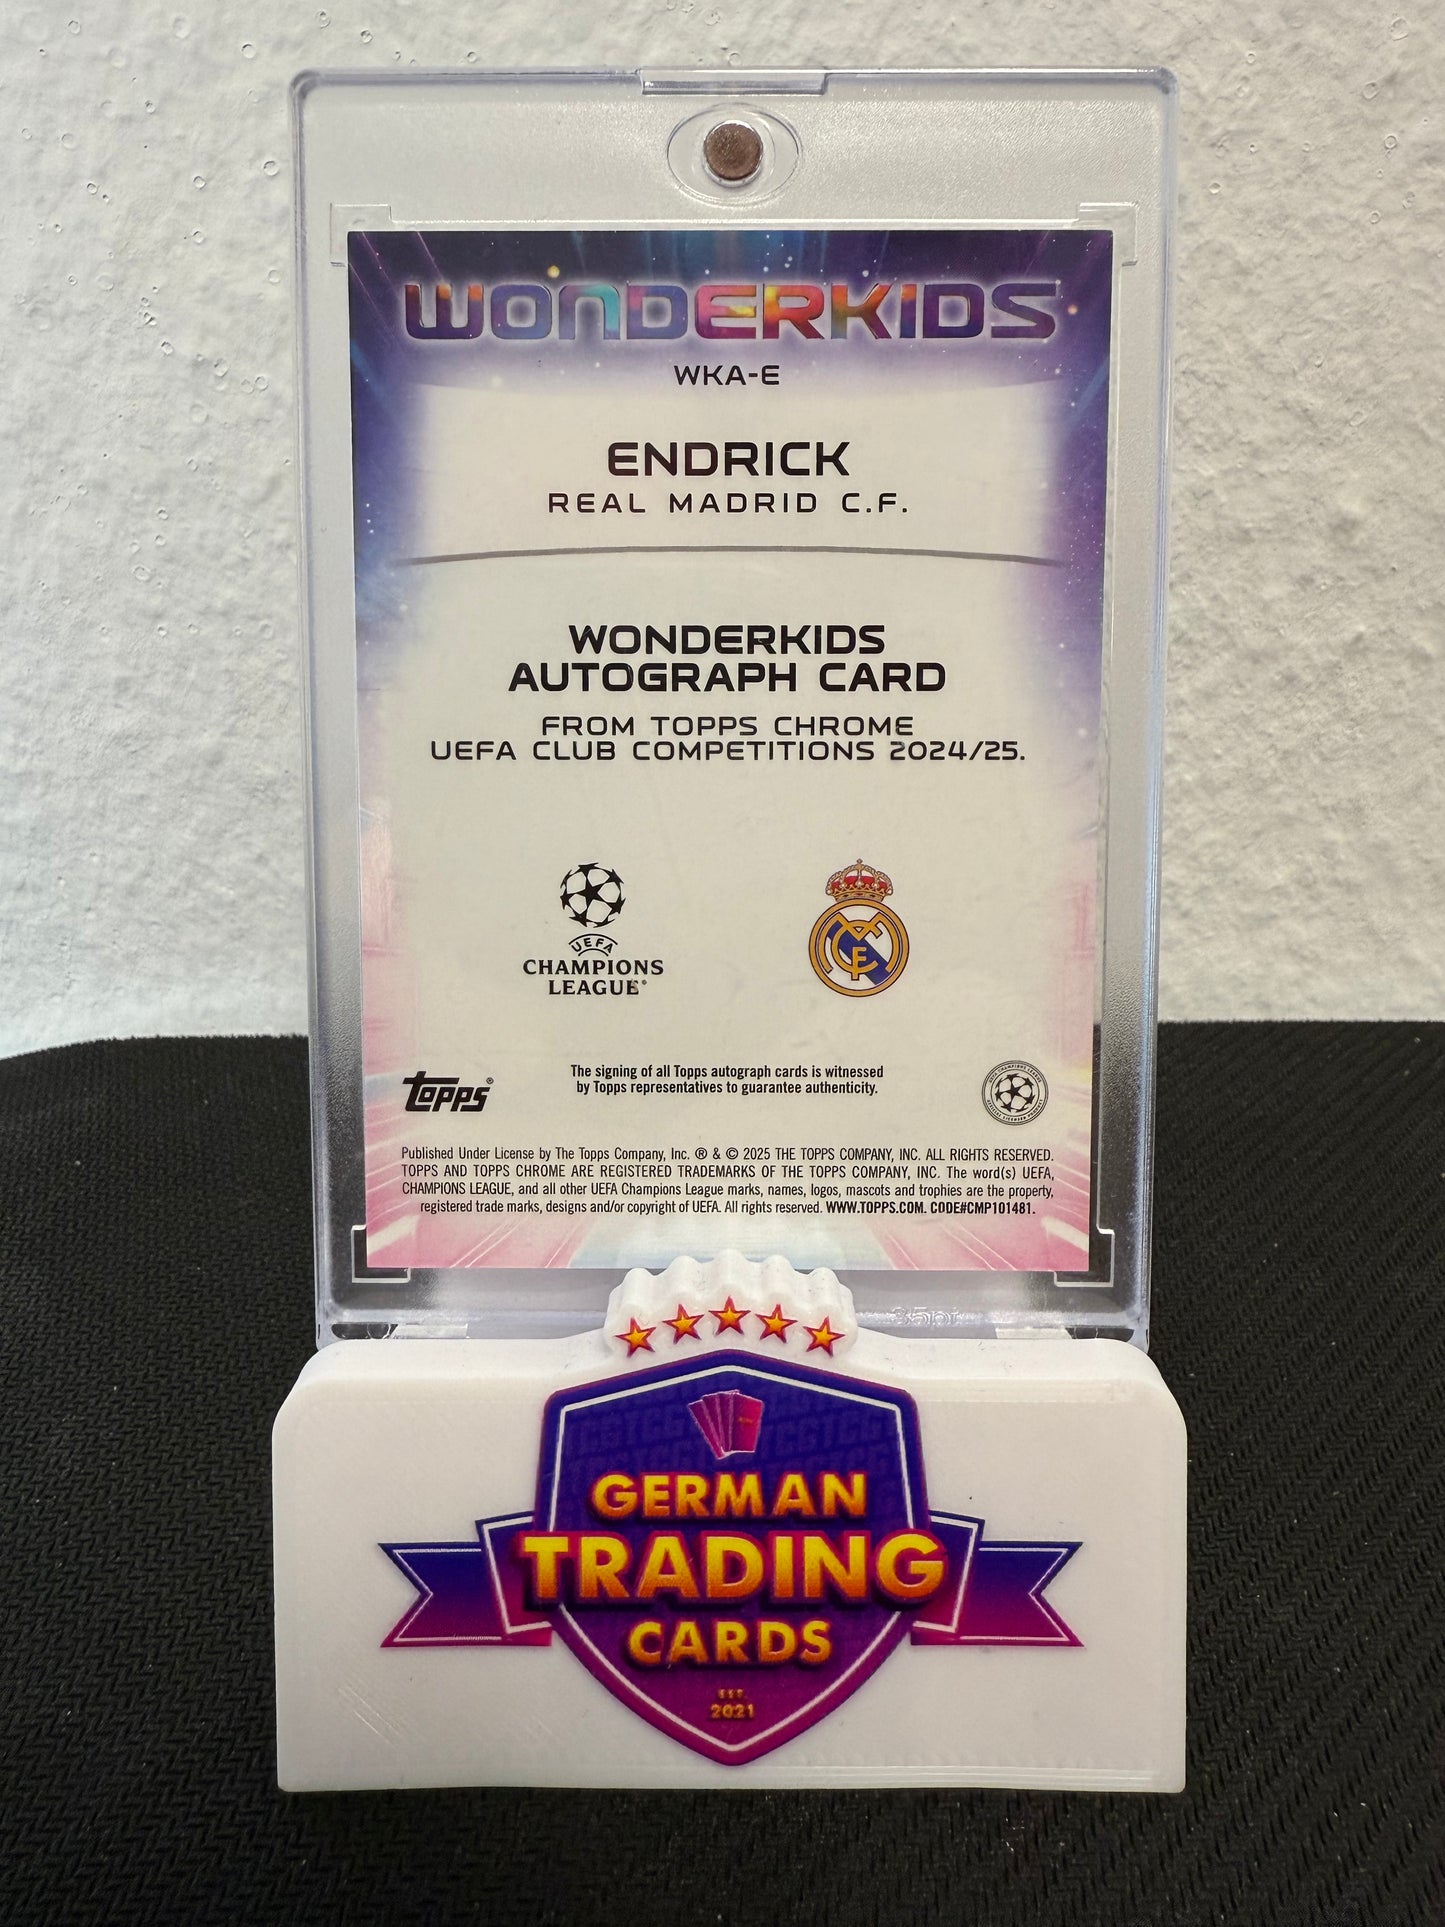 WONDERKIDS
WKA-E
ENDRICK
REAL MADRID C.F.
WONDERKIDS
AUTOGRAPH CARD
FROM TOPPS CHROME
UEFA CLUB COMPETITIONS 2024/25.
UEFA
CHAMPIONS
LEAGUE®
The signing of all Topps autograph cards is witnessed
by Topps representatives to guarantee authenticity.
topps®
Published Under License by The Topps Company, Inc. ® & © 2025 THE TOPPS COMPANY, INC. ALL RIGHTS RESERVED.
TOPPS AND TOPPS CHROME ARE REGISTERED TRADEMARKS OF THE TOPPS COMPANY, INC. The word(s) UEFA,
CHAMPIONS LEAGUE, and all other UEFA Champions League marks, names, logos, mascots and trophies are the property,
registered trade marks, designs and/or copyright of UEFA. All rights reserved. WWW.TOPPS.COM. CODE#CMP101481.
35pt
GERMAN
TRADING
CARDS
EST.
2021